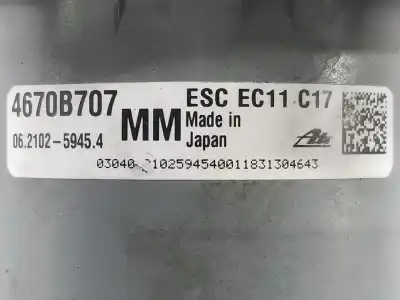 4670B707
ESC EC11 C17
06.2102-5945.4
MM
Made in
Japan
Ate
03040 2102594540011831304643